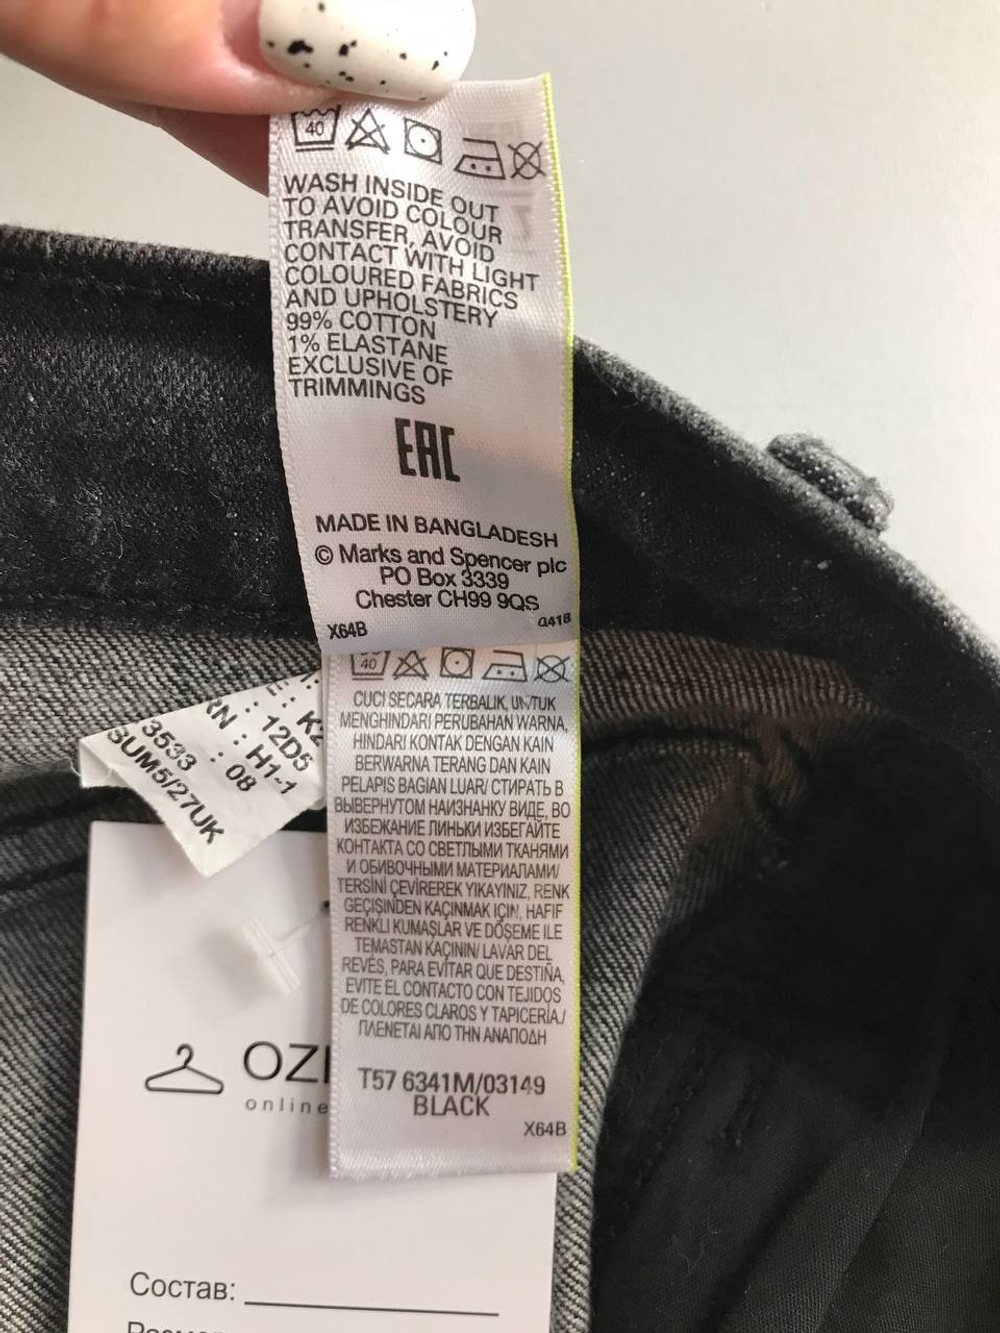 40
WASH INSIDE OUT
TO AVOID COLOUR
TRANSFER, AVOID
CONTACT WITH LIGHT
COLOURED FABRICS
AND UPHOLSTERY
99% COTTON
1% ELASTANE
EXCLUSIVE OF
TRIMMINGS
EAC
MADE IN BANGLADESH
© Marks and Spencer plc
PO Box 3339
Chester CH99 9QS
X64B
Q418
40
CUCI SECARA TERBALIK, UNTUK
MENGHINDARI PERUBAHAN WARNA,
HINDARI KONTAK DENGAN KAIN
BERWARNA TERANG DAN KAIN
PELAPIS BAGIAN LUAR/ СТИРАТЬ В
ВЫВЕРНУТОМ НАИЗНАНКУ ВИДЕ, ВО
ИЗБЕЖАНИЕ ЛИНЬКИ ИЗБЕГАЙТЕ
КОНТАКТА СО СВЕТЛЫМИ ТКАНЯМИ
И ОБИВОЧНЫМИ МАТЕРИАЛАМИ/
TERSİNİ ÇEVİREREK YIKAYINIZ, RENK
GEÇİŞİNDEN KAÇINMAK İÇİN, HAFİF
RENKLİ KUMAŞLAR VE DÖŞEME İLE
TEMASTAN KAÇININ/ LAVAR DEL
REVÉS, PARA EVITAR QUE DESTIÑA,
EVITE EL CONTACTO CON TEJIDOS
DE COLORES CLAROS Y TAPICERÍA/
ΠΛΕΝΕΤΑΙ ΑΠΟ ΤΗΝ ΑΝΑΠΟΔΗ
T57 6341M/03149
BLACK
X64B
: 12D5
RN : H1-1
3533 : 08
SUM5/27UK
OZ
online
Состав: